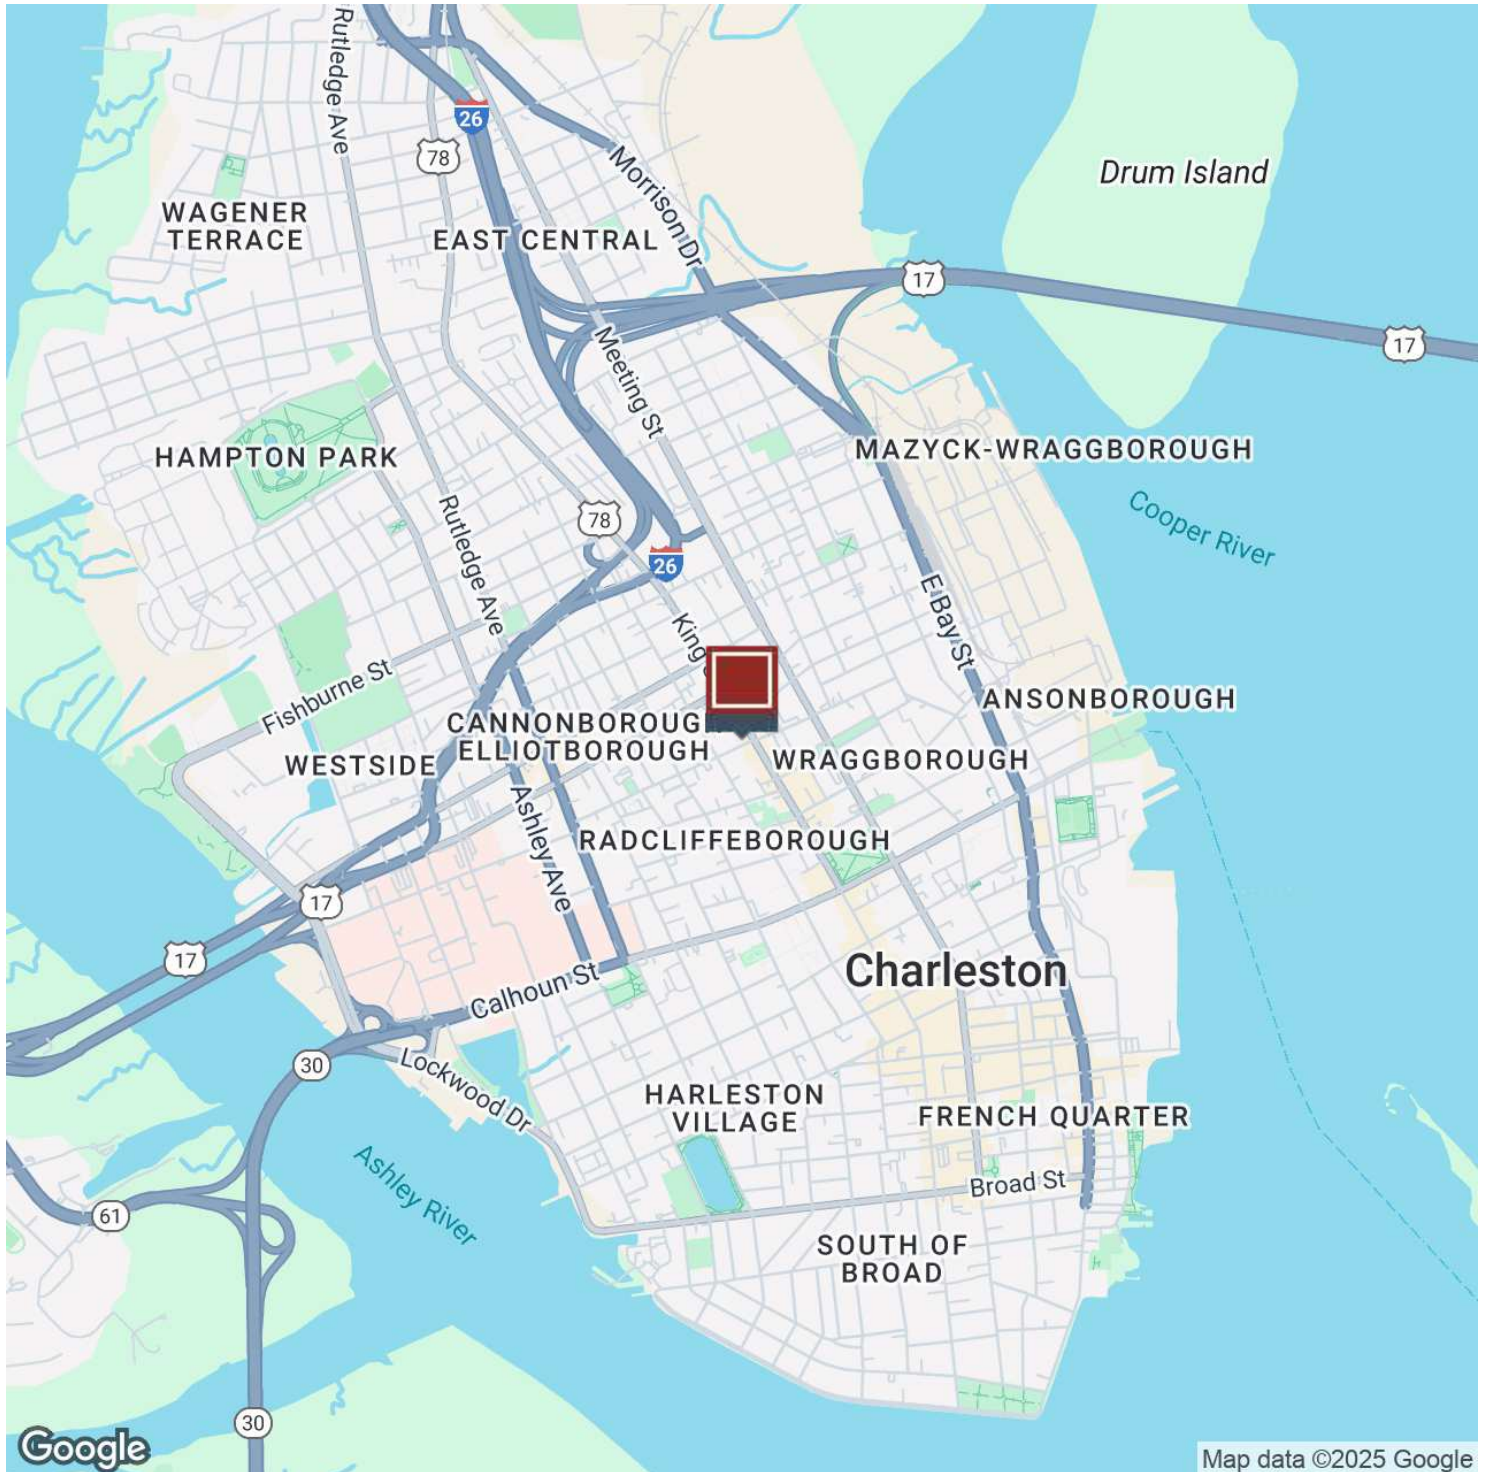 Rutledge Ave
26
78
Morrison Dr
Drum Island
WAGENER
TERRACE
EAST CENTRAL
17
17
Meeting St
HAMPTON PARK
MAZYCK-WRAGGBOROUGH
Cooper River
Rutledge Ave
78
26
E Bay St
King
Fishburne St
ANSONBOROUGH
CANNONBOROUG
ELLIOTBOROUGH
WESTSIDE
WRAGGBOROUGH
Ashley Ave
RADCLIFFEBOROUGH
17
17
Charleston
Calhoun St
30
Lockwood Dr
HARLESTON
VILLAGE
FRENCH QUARTER
Ashley River
Broad St
61
SOUTH OF
BROAD
30
Google
Map data ©2025 Google